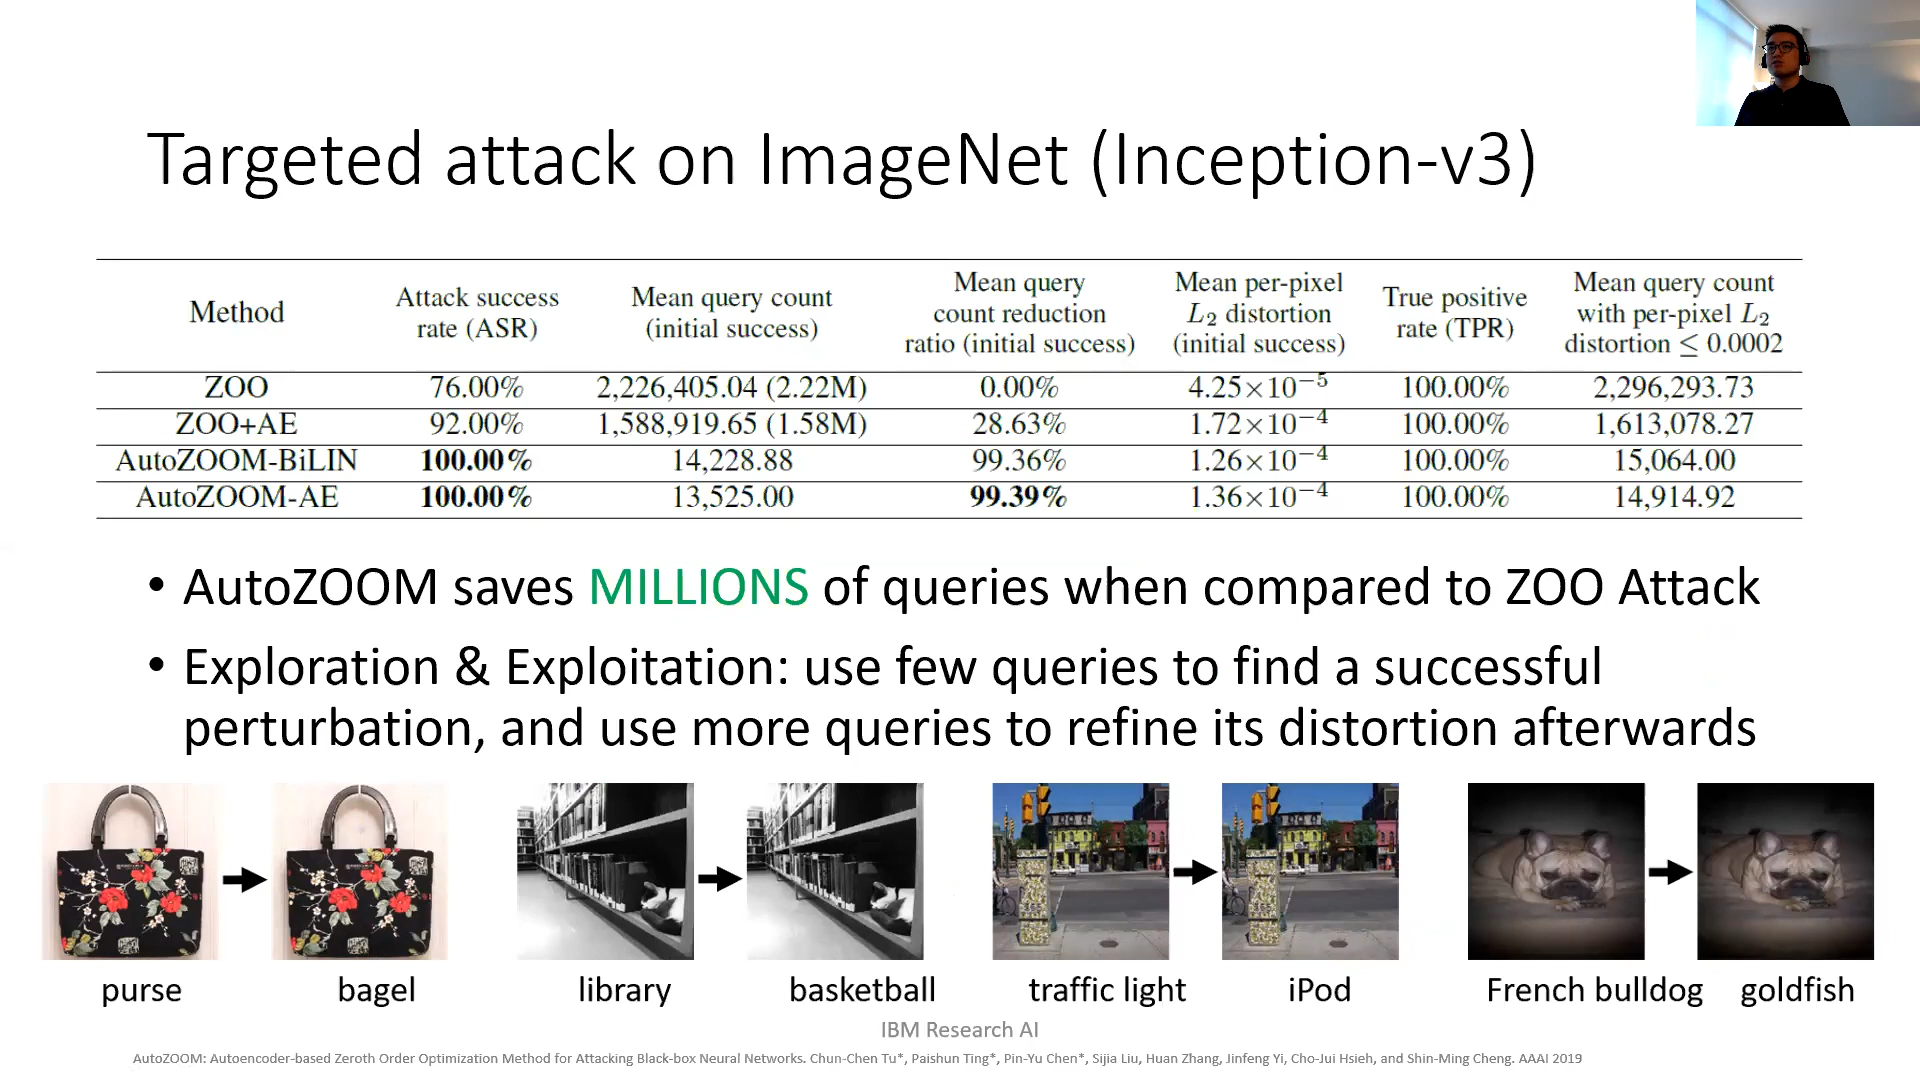 Targeted attack on ImageNet (Inception-v3)
Method | Attack success rate (ASR) | Mean query count (initial success) | Mean query count reduction ratio (initial success) | Mean per-pixel L₂ distortion (initial success) | True positive rate (TPR) | Mean query count with per-pixel L₂ distortion ≤ 0.0002
ZOO | 76.00% | 2,226,405.04 (2.22M) | 0.00% | 4.25×10⁻⁵ | 100.00% | 2,296,293.73
ZOO+AE | 92.00% | 1,588,919.65 (1.58M) | 28.63% | 1.72×10⁻⁴ | 100.00% | 1,613,078.27
AutoZOOM-BiLIN | 100.00% | 14,228.88 | 99.36% | 1.26×10⁻⁴ | 100.00% | 15,064.00
AutoZOOM-AE | 100.00% | 13,525.00 | 99.39% | 1.36×10⁻⁴ | 100.00% | 14,914.92
• AutoZOOM saves MILLIONS of queries when compared to ZOO Attack
• Exploration & Exploitation: use few queries to find a successful
perturbation, and use more queries to refine its distortion afterwards
purse bagel library basketball traffic light iPod French bulldog goldfish
IBM Research AI
AutoZOOM: Autoencoder-based Zeroth Order Optimization Method for Attacking Black-box Neural Networks. Chun-Chen Tu*, Paishun Ting*, Pin-Yu Chen*, Sijia Liu, Huan Zhang, Jinfeng Yi, Cho-Jui Hsieh, and Shin-Ming Cheng. AAAI 2019